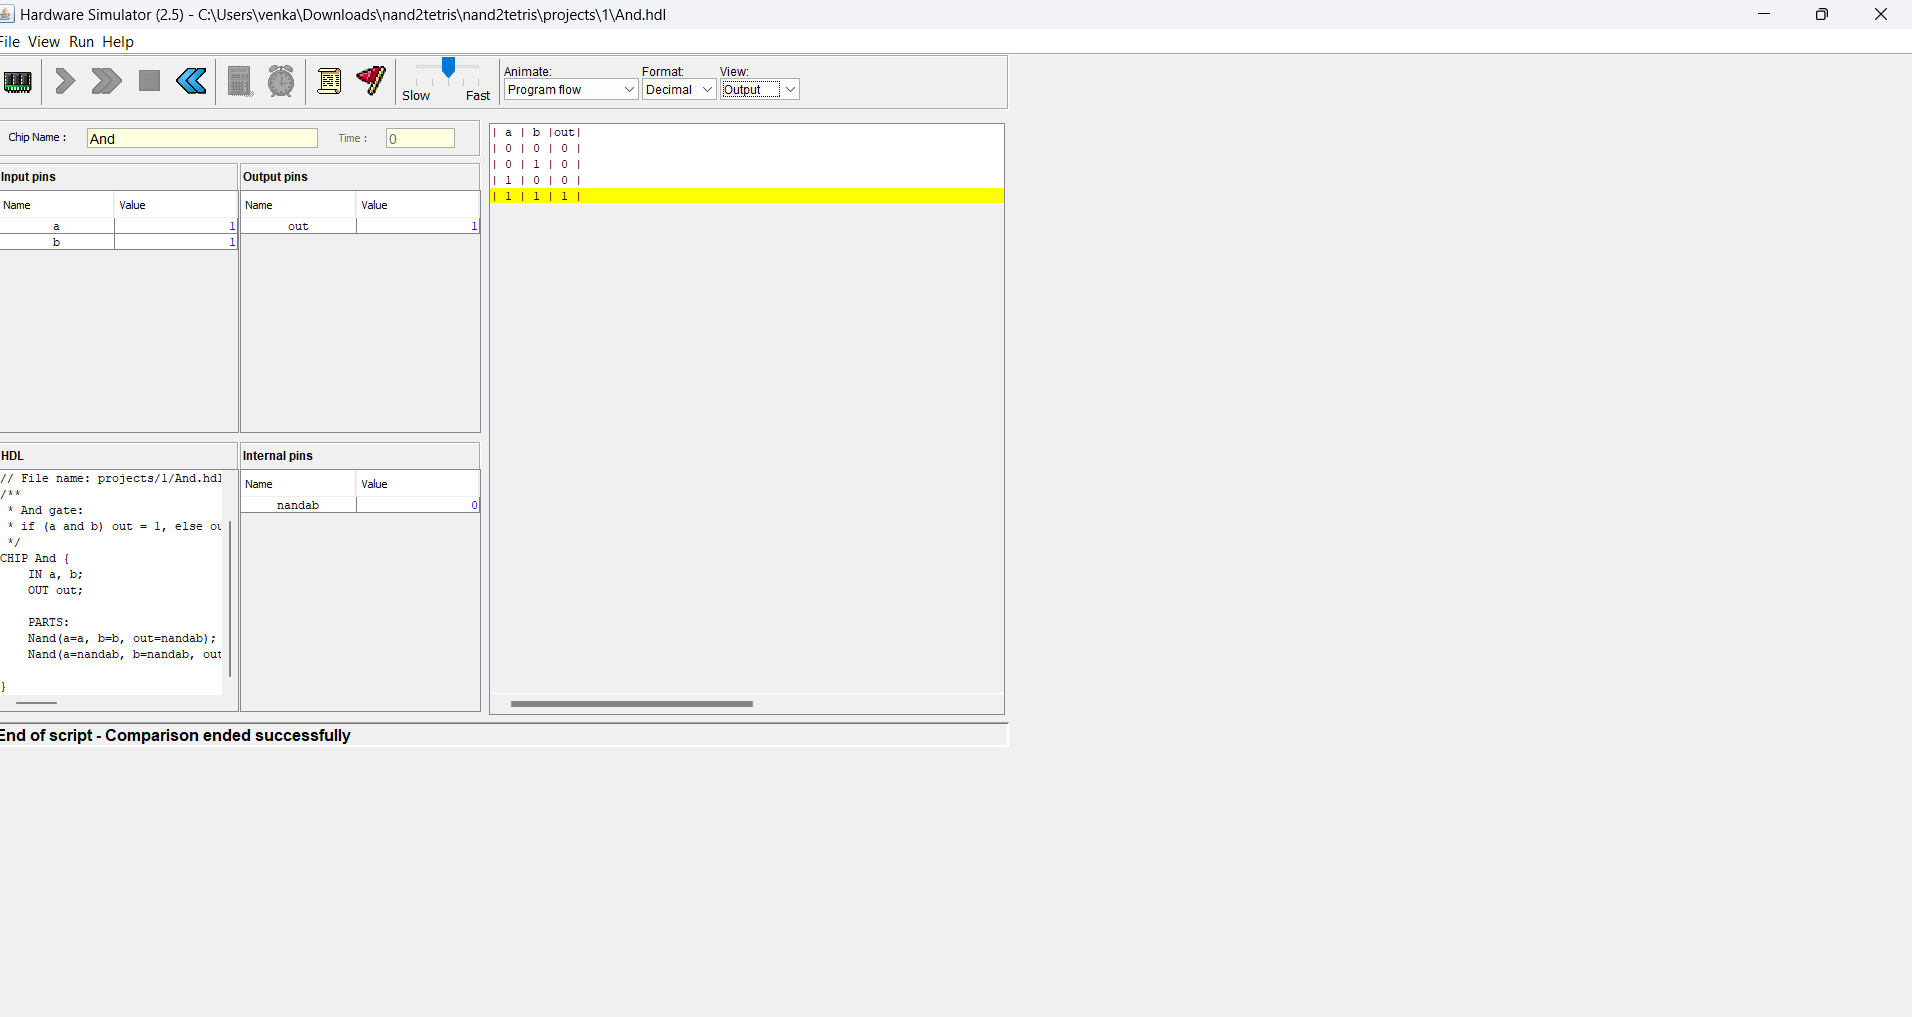 Hardware Simulator (2.5) - C:\Users\venka\Downloads\nand2tetris\nand2tetris\projects\1\And.hdl
File View Run Help
Slow Fast
Animate: Format: View:
Program flow Decimal Output
Chip Name : And Time : 0
Input pins
Name Value
a 1
b 1
Output pins
Name Value
out 1
| a | b |out|
| 0 | 0 | 0 |
| 0 | 1 | 0 |
| 1 | 0 | 0 |
| 1 | 1 | 1 |
HDL
// File name: projects/1/And.hdl
/**
* And gate:
* if (a and b) out = 1, else ou
*/
CHIP And {
IN a, b;
OUT out;
PARTS:
Nand(a=a, b=b, out=nandab);
Nand(a=nandab, b=nandab, out
}
Internal pins
Name Value
nandab 0
End of script - Comparison ended successfully